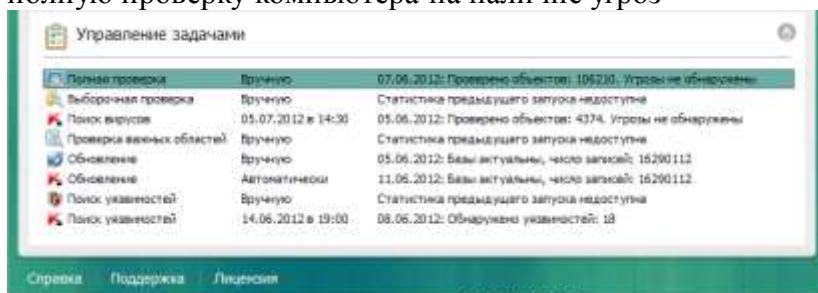 полную проверку компьютера на наличие угроз
Управление задачами
Полная проверка Вручную 07.06.2012: Проверено объектов: 106210. Угрозы не обнаружены
Выборочная проверка Вручную Статистика предыдущего запуска недоступна
Поиск вирусов 05.07.2012 в 14:30 05.06.2012: Проверено объектов: 4374. Угрозы не обнаружены
Проверка важных областей Вручную Статистика предыдущего запуска недоступна
Обновление Вручную 05.06.2012: Базы актуальны, число записей: 16290112
Обновление Автоматически 11.06.2012: Базы актуальны, число записей: 16290112
Поиск уязвимостей Вручную Статистика предыдущего запуска недоступна
Поиск уязвимостей 14.06.2012 в 19:00 08.06.2012: Обнаружено уязвимостей: 18
Справка Поддержка Лицензия